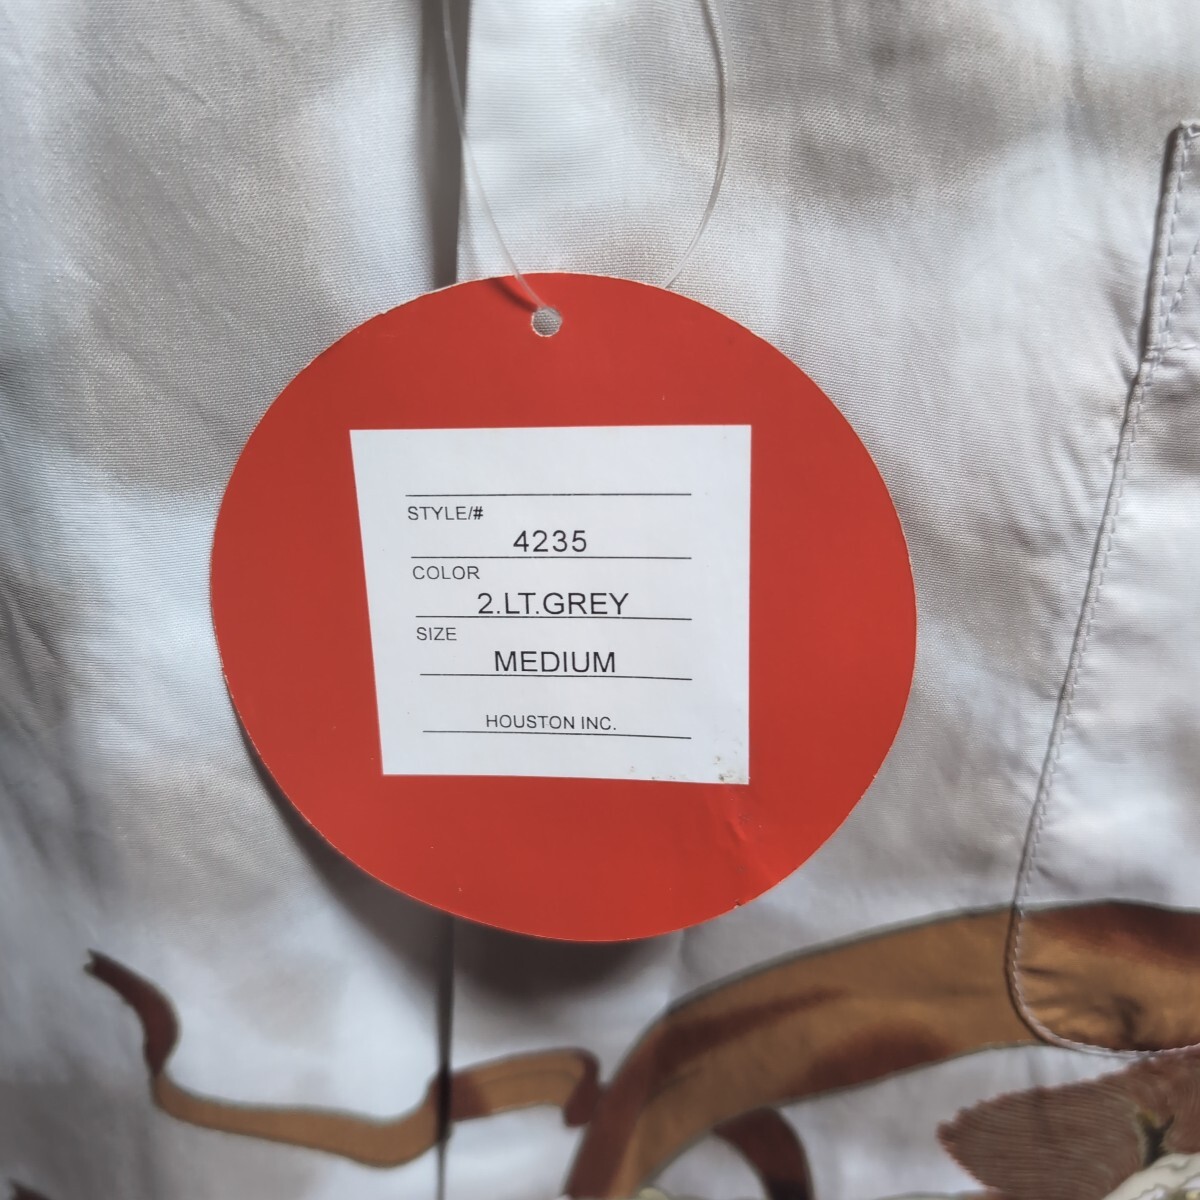 STYLE/#
4235
COLOR
2.LT.GREY
SIZE
MEDIUM
HOUSTON INC.